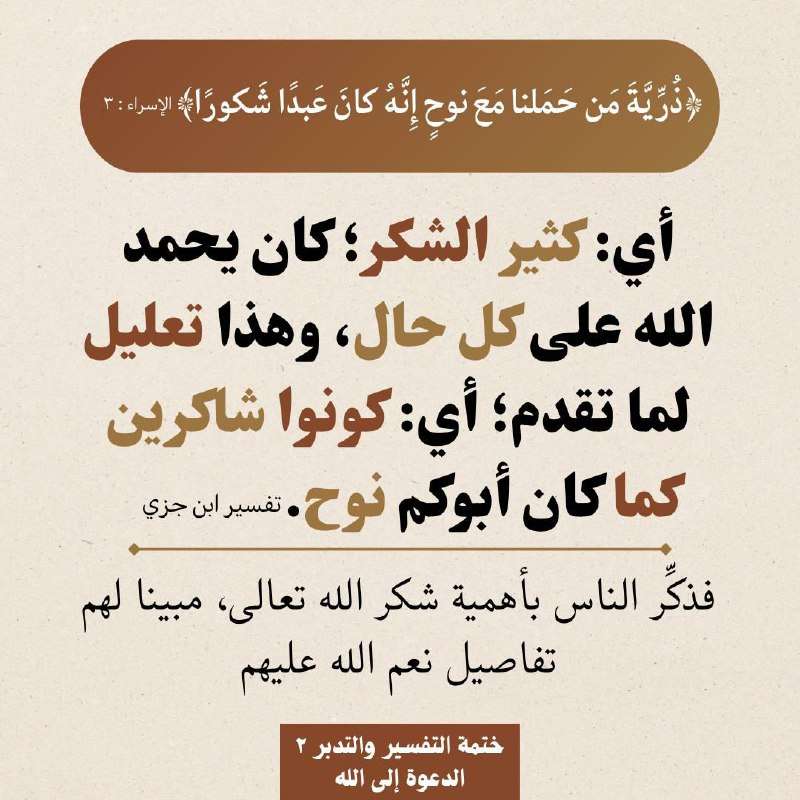 ﴿ذُرِّيَّةَ مَن حَمَلنا مَعَ نوحٍ إِنَّهُ كانَ عَبدًا شَكورًا﴾ الإسراء : ٣
أي: كثير الشكر؛ كان يحمد
الله على كل حال، وهذا تعليل
لما تقدم؛ أي: كونوا شاكرين
كما كان أبوكم نوح. تفسير ابن جزي
فذكِّر الناس بأهمية شكر الله تعالى، مبينا لهم
تفاصيل نعم الله عليهم
ختمة التفسير والتدبر ٢
الدعوة إلى الله